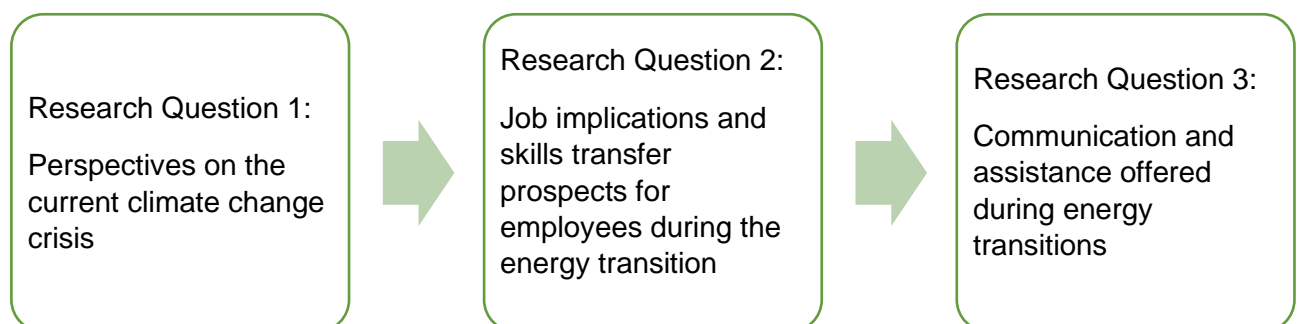 Research Question 1:
Perspectives on the
current climate change
crisis
Research Question 2:
Job implications and
skills transfer
prospects for
employees during the
energy transition
Research Question 3:
Communication and
assistance offered
during energy
transitions